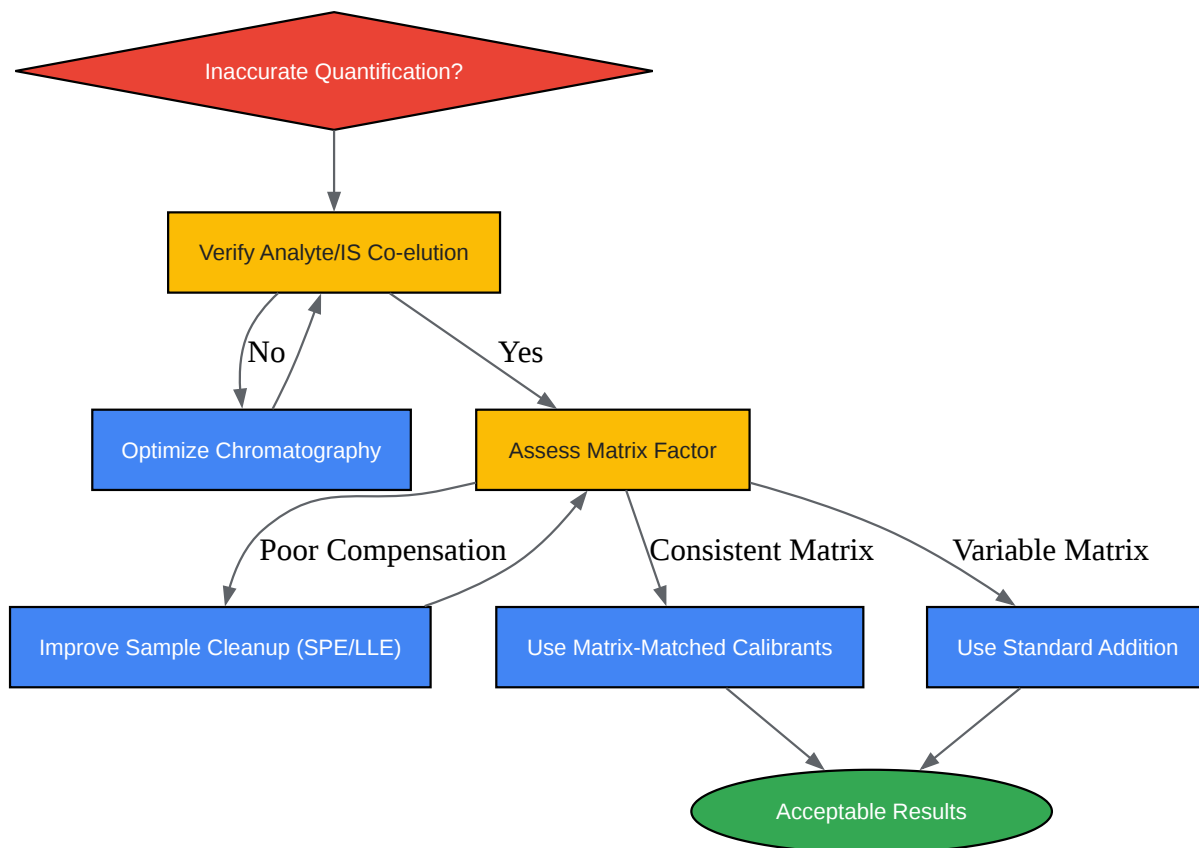 Inaccurate Quantification?
Verify Analyte/IS Co-elution
No
Yes
Optimize Chromatography
Assess Matrix Factor
Poor Compensation
Consistent Matrix
Variable Matrix
Improve Sample Cleanup (SPE/LLE)
Use Matrix-Matched Calibrants
Use Standard Addition
Acceptable Results